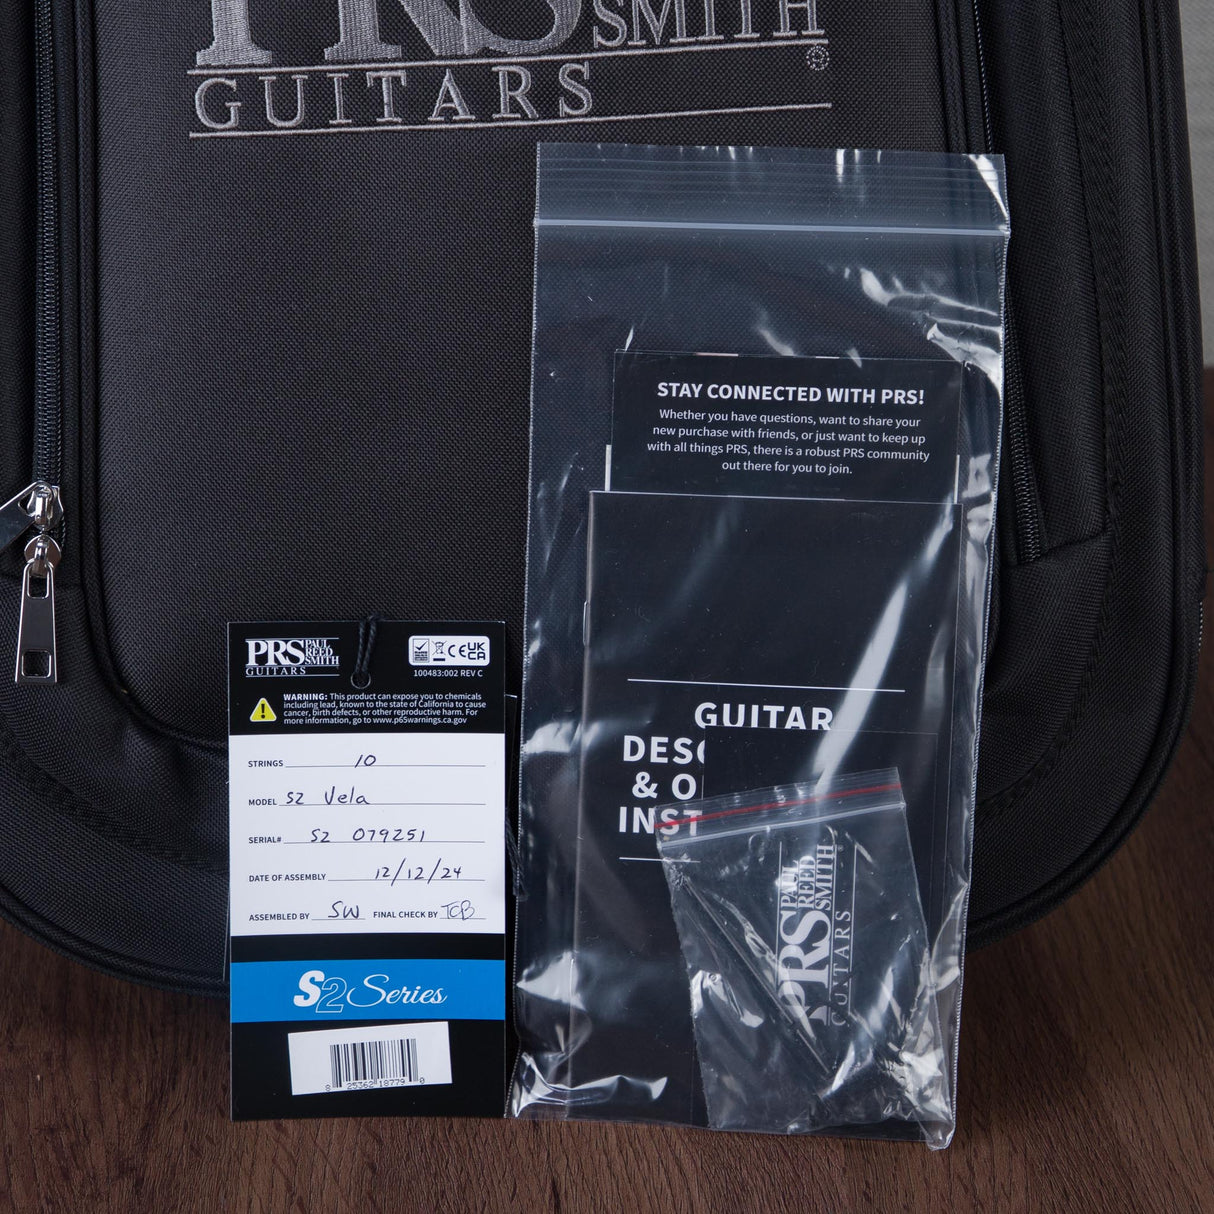 PRS SMITH
GUITARS ®
STAY CONNECTED WITH PRS!
Whether you have questions, want to share your
new purchase with friends, or just want to keep up
with all things PRS, there is a robust PRS community
out there for you to join.
GUITAR
& O
PRS PAUL REED SMITH
GUITARS
PRS PAUL
REED
SMITH
GUITARS
CE UK CA
100483:002 REV C
WARNING: This product can expose you to chemicals
including lead, known to the state of California to cause
cancer, birth defects, or other reproductive harm. For
more information, go to www.p65warnings.ca.gov
STRINGS 10
MODEL S2 Vela
SERIAL# S2 079251
DATE OF ASSEMBLY 12/12/24
ASSEMBLED BY SW FINAL CHECK BY TCB
S2 Series
8 25362 18779 0